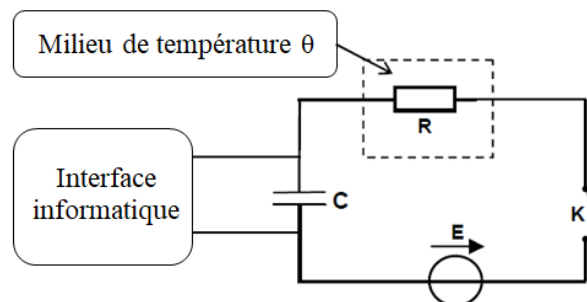 Milieu de température θ
R
Interface
informatique
C
K
E